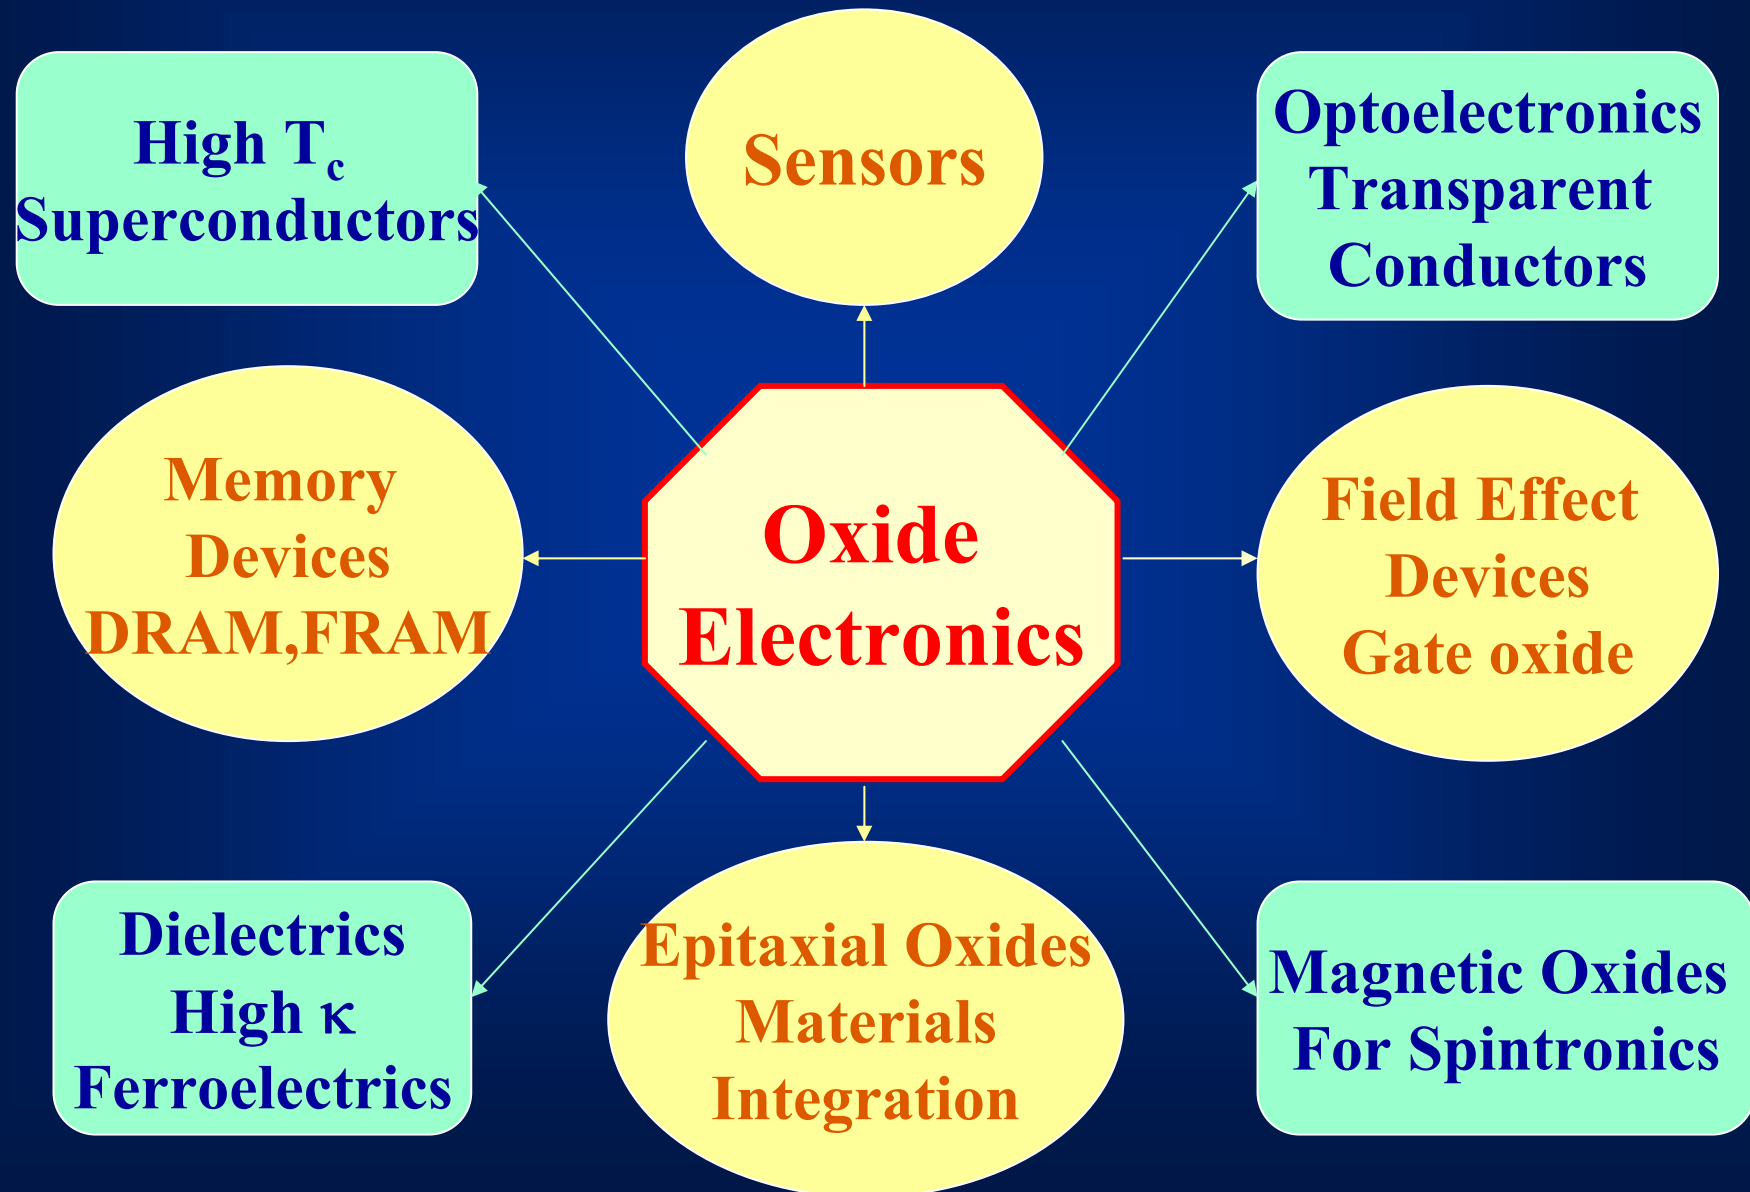 High Tc
Superconductors
Sensors
Optoelectronics
Transparent
Conductors
Memory
Devices
DRAM,FRAM
Oxide
Electronics
Field Effect
Devices
Gate oxide
Dielectrics
High κ
Ferroelectrics
Epitaxial Oxides
Materials
Integration
Magnetic Oxides
For Spintronics